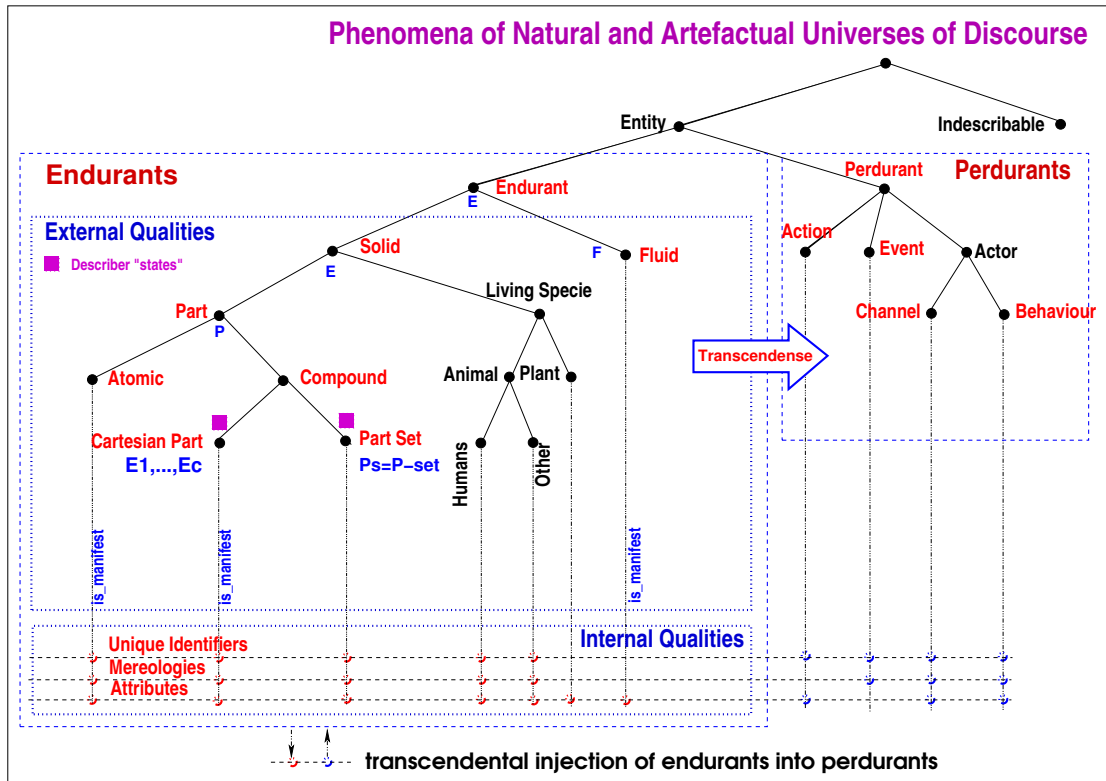 Phenomena of Natural and Artefactual Universes of Discourse
Entity
Indescribable
Endurants
Perdurants
Endurant
E
Perdurant
External Qualities
Describer "states"
Solid
E
F
Fluid
Action
Event
Actor
Living Specie
Part
P
Channel
Behaviour
Transcendense
Atomic
Compound
Animal
Plant
Cartesian Part
E1,...,Ec
Part Set
Ps=P-set
Humans
Other
is_manifest
is_manifest
is_manifest
Internal Qualities
Unique Identifiers
Mereologies
Attributes
transcendental injection of endurants into perdurants